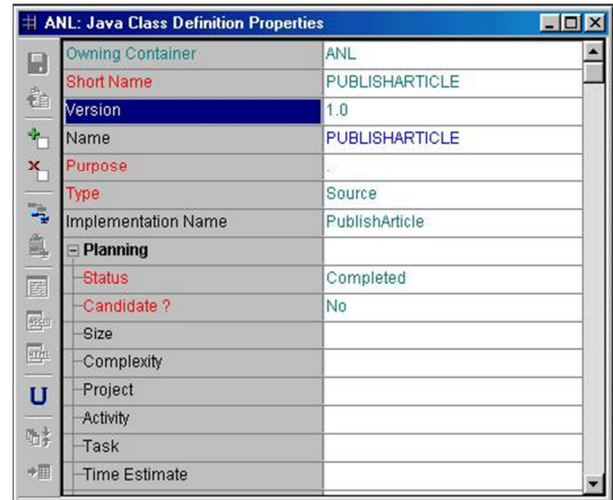 ANL: Java Class Definition Properties
Owning Container ANL
Short Name PUBLISHARTICLE
Version 1.0
Name PUBLISHARTICLE
Purpose .
Type Source
Implementation Name PublishArticle
Planning
Status Completed
Candidate ? No
Size
Complexity
Project
Activity
Task
Time Estimate
U